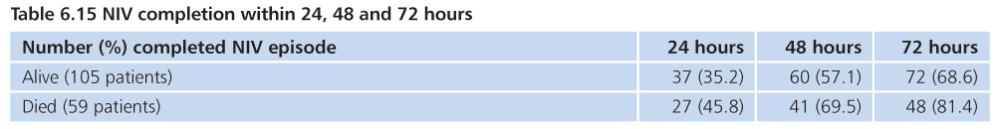 Table 6.15 NIV completion within 24, 48 and 72 hours
Number (%) completed NIV episode 24 hours 48 hours 72 hours
Alive (105 patients) 37 (35.2) 60 (57.1) 72 (68.6)
Died (59 patients) 27 (45.8) 41 (69.5) 48 (81.4)